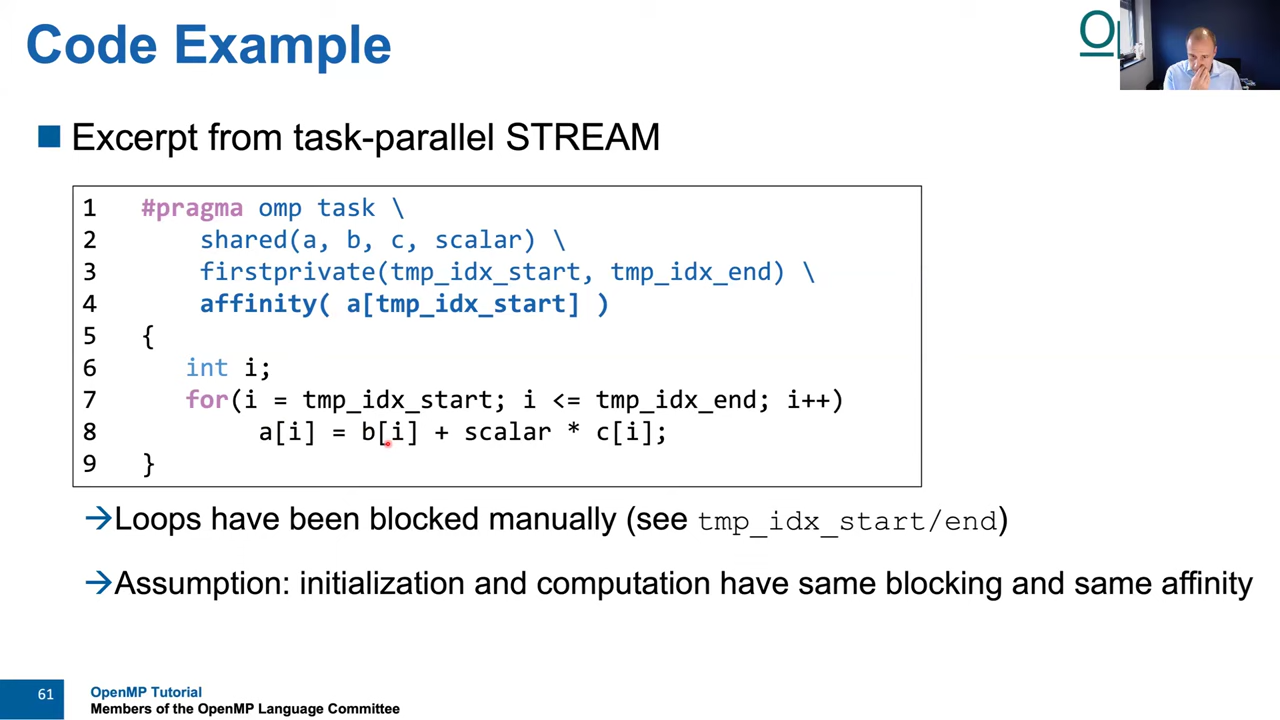 Code Example
Excerpt from task-parallel STREAM
1 #pragma omp task \
2 shared(a, b, c, scalar) \
3 firstprivate(tmp_idx_start, tmp_idx_end) \
4 affinity( a[tmp_idx_start] )
5 {
6 int i;
7 for(i = tmp_idx_start; i <= tmp_idx_end; i++)
8 a[i] = b[i] + scalar * c[i];
9 }
→Loops have been blocked manually (see tmp_idx_start/end)
→Assumption: initialization and computation have same blocking and same affinity
61
OpenMP Tutorial
Members of the OpenMP Language Committee